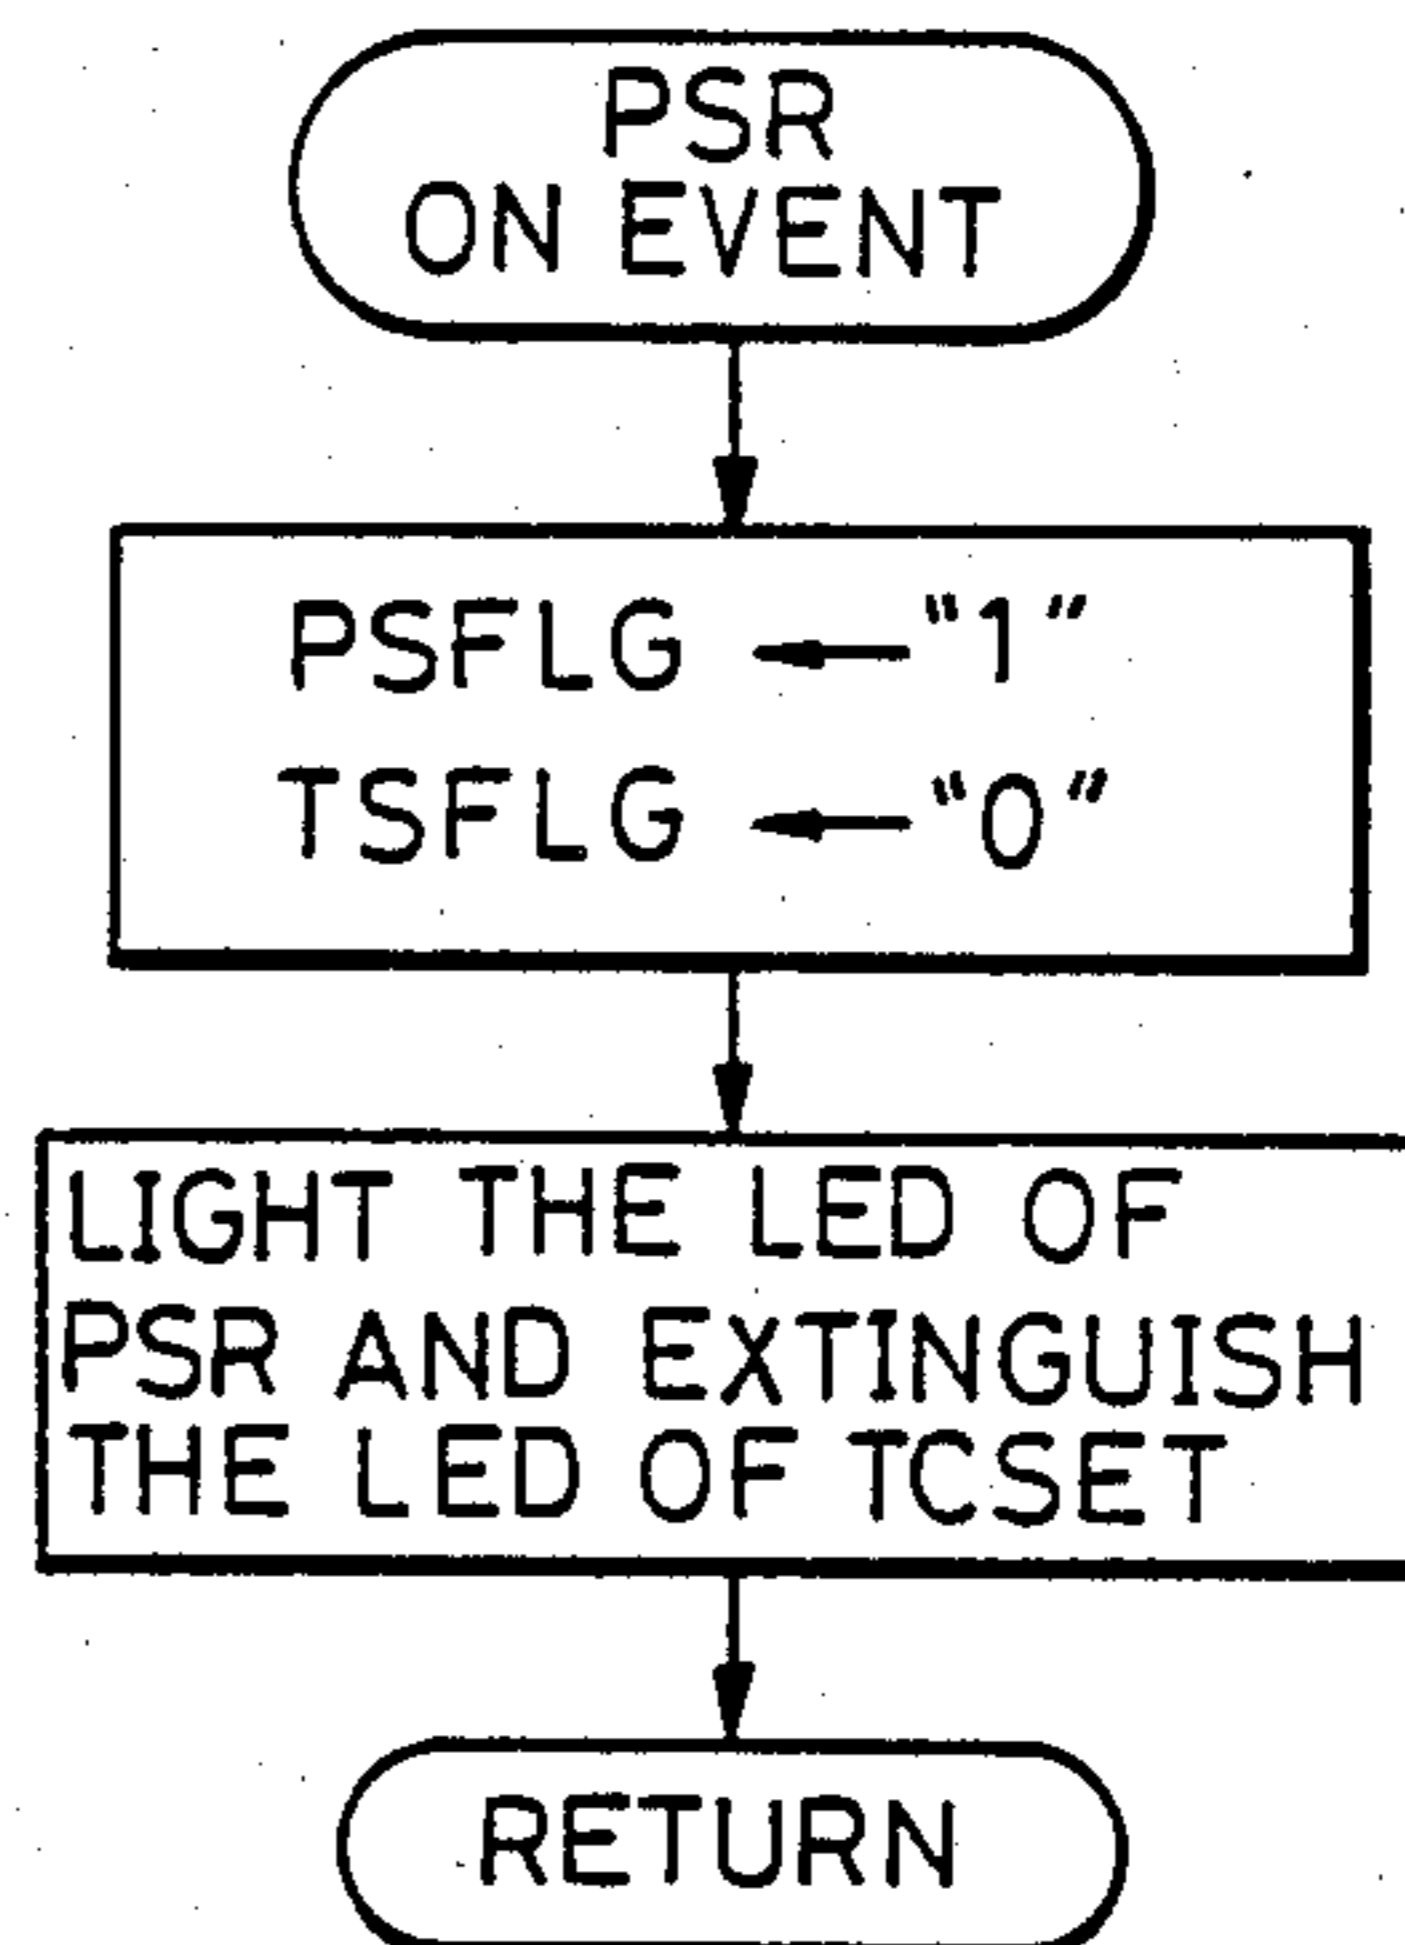 PSR
ON EVENT
PSFLG ← "1"
TSFLG ← "0"
LIGHT THE LED OF
PSR AND EXTINGUISH
THE LED OF TCSET
RETURN